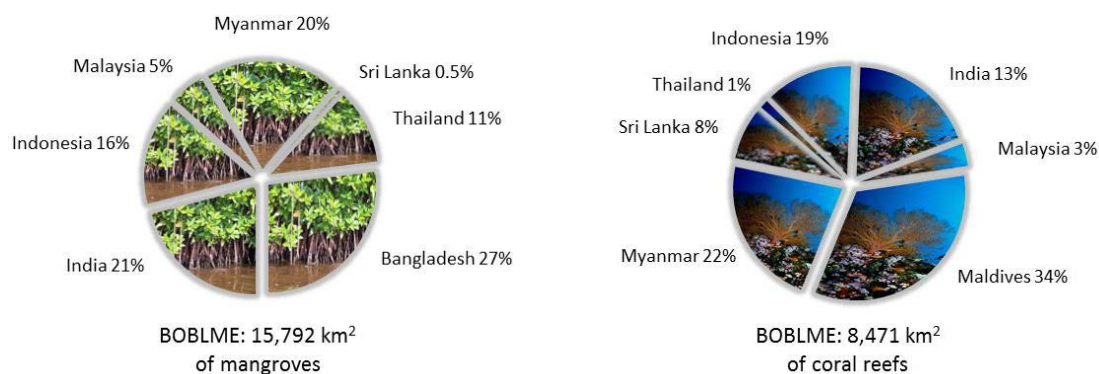 Myanmar 20%
Malaysia 5%
Sri Lanka 0.5%
Thailand 11%
Indonesia 16%
India 21%
Bangladesh 27%
BOBLME: 15,792 km²
of mangroves
Indonesia 19%
Thailand 1%
India 13%
Sri Lanka 8%
Malaysia 3%
Myanmar 22%
Maldives 34%
BOBLME: 8,471 km²
of coral reefs